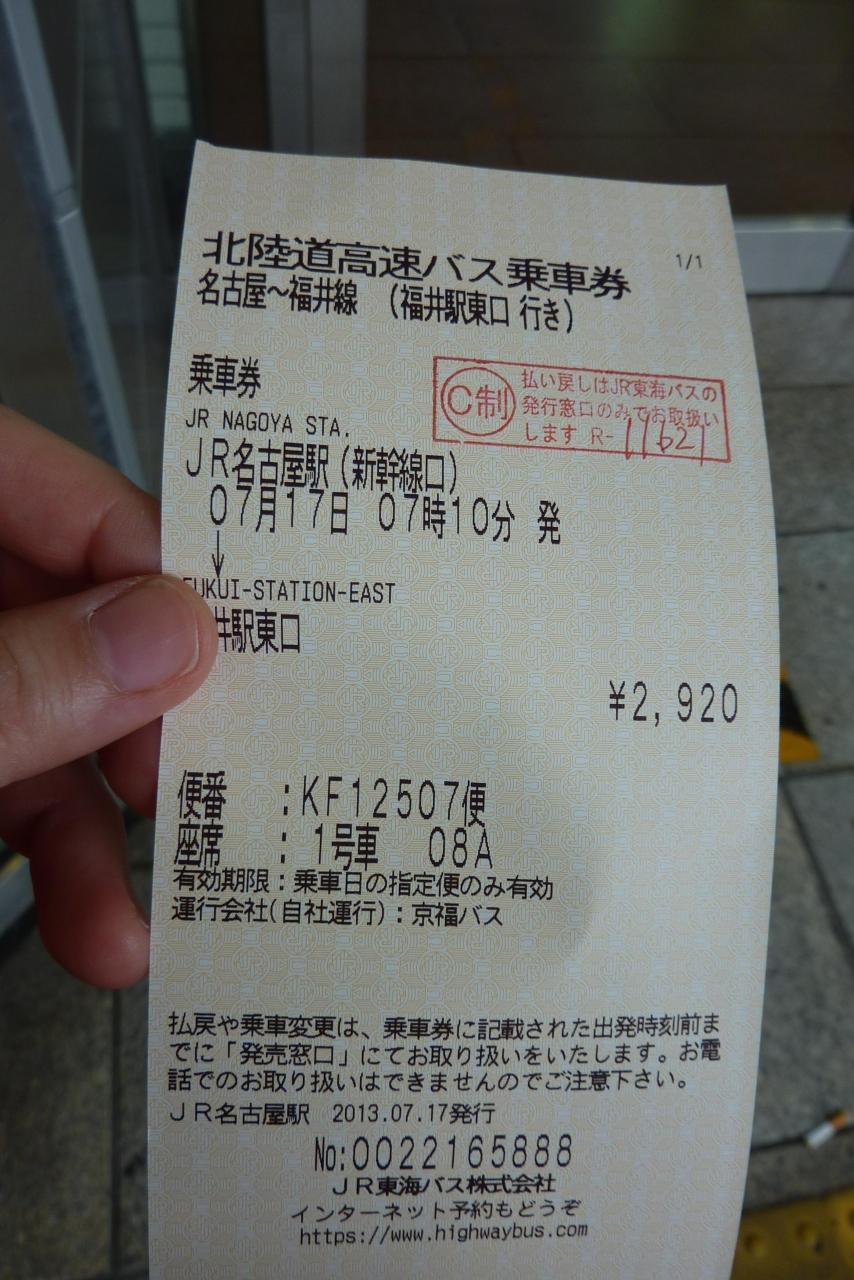 北陸道高速バス乗車券
1/1
名古屋～福井線 (福井駅東口 行き)
乗車券
C制
払い戻しはJR東海バスの
発行窓口のみでお取扱い
します R-11621
JR NAGOYA STA.
JR名古屋駅(新幹線口)
07月17日 07時10分 発
↓
FUKUI-STATION-EAST
井駅東口
¥2,920
便番 :KF12507便
座席 : 1号車 08A
有効期限:乗車日の指定便のみ有効
運行会社(自社運行):京福バス
払戻や乗車変更は、乗車券に記載された出発時刻前ま
でに「発売窓口」にてお取り扱いをいたします。お電
話でのお取り扱いはできませんのでご注意下さい。
JR名古屋駅 2013.07.17発行
No:0022165888
JR東海バス株式会社
インターネット予約もどうぞ
https://www.highwaybus.com